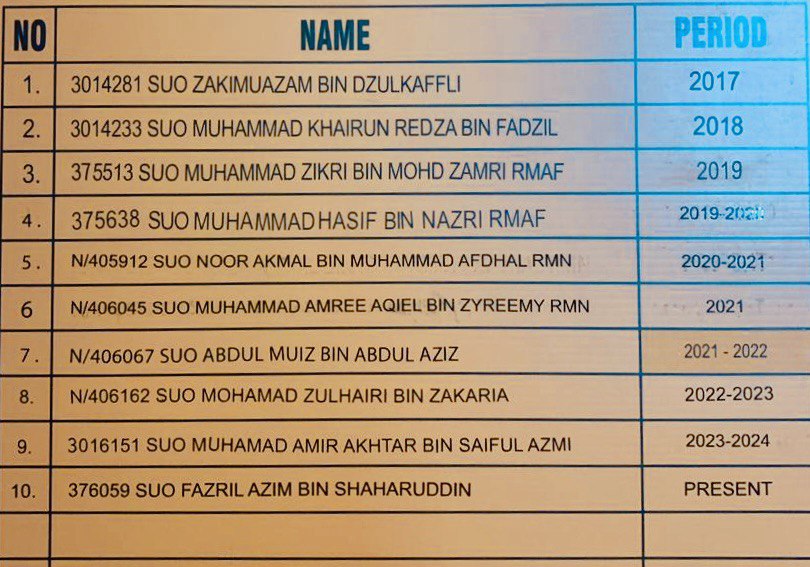 NO NAME PERIOD
1. 3014281 SUO ZAKIMUAZAM BIN DZULKAFFLI 2017
2. 3014233 SUO MUHAMMAD KHAIRUN REDZA BIN FADZIL 2018
3. 375513 SUO MUHAMMAD ZIKRI BIN MOHD ZAMRI RMAF 2019
4. 375638 SUO MUHAMMAD HASIF BIN NAZRI RMAF
5. N/405912 SUO NOOR AKMAL BIN MUHAMMAD AFDHAL RMN 2020-2021
6 N/406045 SUO MUHAMMAD AMREE AQIEL BIN ZYREEMY RMN 2021
7. N/406067 SUO ABDUL MUIZ BIN ABDUL AZIZ 2021 - 2022
8. N/406162 SUO MOHAMAD ZULHAIRI BIN ZAKARIA 2022-2023
9. 3016151 SUO MUHAMAD AMIR AKHTAR BIN SAIFUL AZMI 2023-2024
10. 376059 SUO FAZRIL AZIM BIN SHAHARUDDIN PRESENT